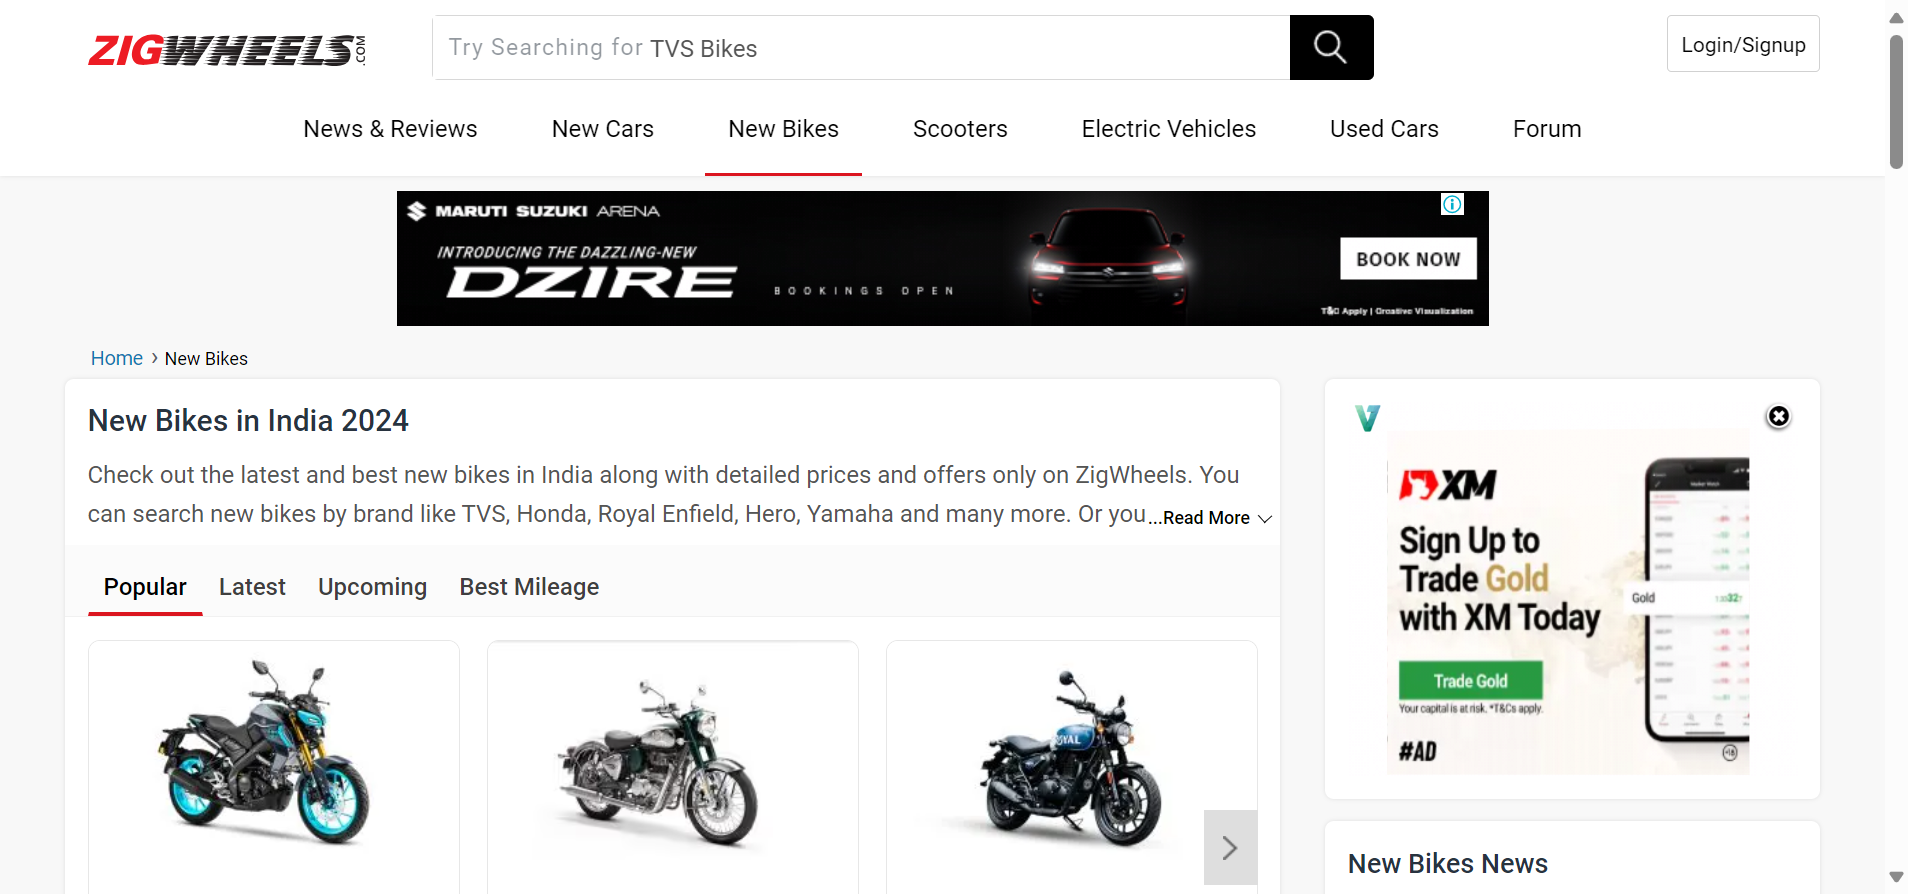 ZIGWHEELS.COM
Try Searching for TVS Bikes
Login/Signup
News & Reviews
New Cars
New Bikes
Scooters
Electric Vehicles
Used Cars
Forum
MARUTI SUZUKI ARENA
INTRODUCING THE DAZZLING-NEW
DZIRE
BOOKINGS OPEN
BOOK NOW
T&C Apply | Creative Visualization
Home › New Bikes
New Bikes in India 2024
Check out the latest and best new bikes in India along with detailed prices and offers only on ZigWheels. You
can search new bikes by brand like TVS, Honda, Royal Enfield, Hero, Yamaha and many more. Or you...Read More
Popular
Latest
Upcoming
Best Mileage
ROYAL
XM
Sign Up to
Trade Gold
with XM Today
Trade Gold
Your capital is at risk. *T&Cs apply.
#AD
Gold
+18
New Bikes News